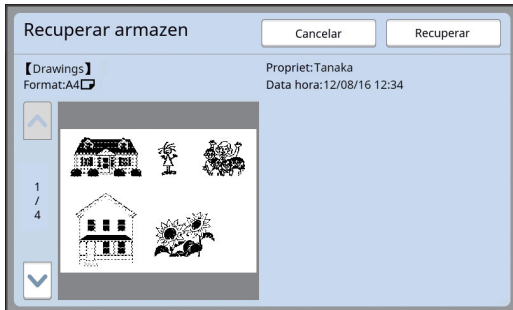 Recuperar armazen
Cancelar
Recuperar
【Drawings】
Format:A4
Propriet:Tanaka
Data hora:12/08/16 12:34
1
/
4